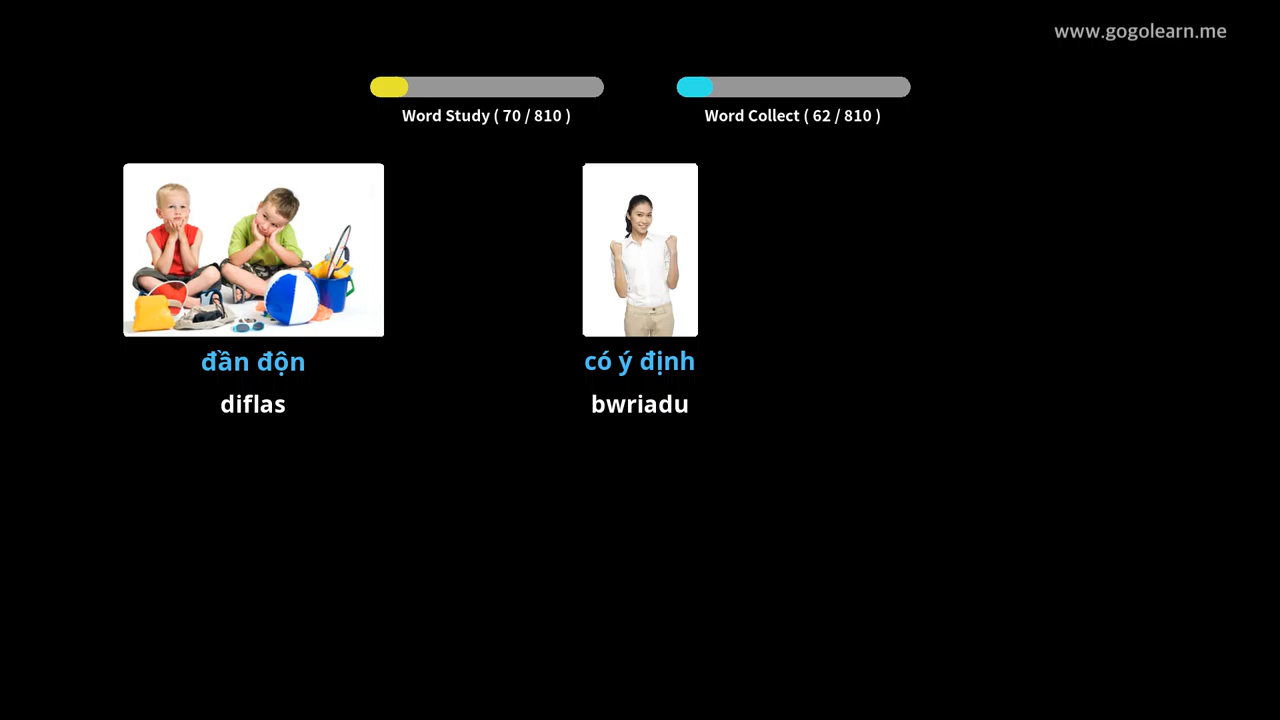 www.gogolearn.me
Word Study ( 70 / 810 )
Word Collect ( 62 / 810 )
đần độn
diflas
có ý định
bwriadu